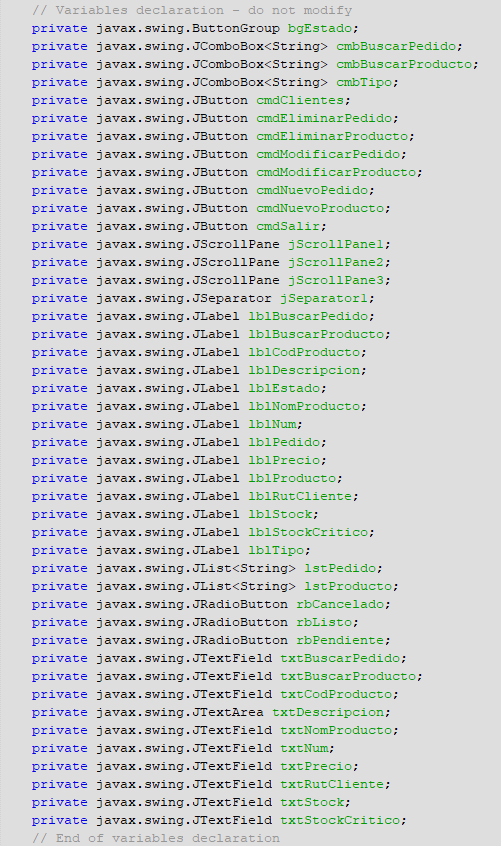 // Variables declaration - do not modify
private javax.swing.ButtonGroup bgEstado;
private javax.swing.JComboBox<String> cmbBuscarPedido;
private javax.swing.JComboBox<String> cmbBuscarProducto;
private javax.swing.JComboBox<String> cmbTipo;
private javax.swing.JButton cmdClientes;
private javax.swing.JButton cmdEliminarPedido;
private javax.swing.JButton cmdEliminarProducto;
private javax.swing.JButton cmdModificarPedido;
private javax.swing.JButton cmdModificarProducto;
private javax.swing.JButton cmdNuevoPedido;
private javax.swing.JButton cmdNuevoProducto;
private javax.swing.JButton cmdSalir;
private javax.swing.JScrollPane jScrollPane1;
private javax.swing.JScrollPane jScrollPane2;
private javax.swing.JScrollPane jScrollPane3;
private javax.swing.JSeparator jSeparator1;
private javax.swing.JLabel lblBuscarPedido;
private javax.swing.JLabel lblBuscarProducto;
private javax.swing.JLabel lblCodProducto;
private javax.swing.JLabel lblDescripcion;
private javax.swing.JLabel lblEstado;
private javax.swing.JLabel lblNomProducto;
private javax.swing.JLabel lblNum;
private javax.swing.JLabel lblPedido;
private javax.swing.JLabel lblPrecio;
private javax.swing.JLabel lblProducto;
private javax.swing.JLabel lblRutCliente;
private javax.swing.JLabel lblStock;
private javax.swing.JLabel lblStockCritico;
private javax.swing.JLabel lblTipo;
private javax.swing.JList<String> lstPedido;
private javax.swing.JList<String> lstProducto;
private javax.swing.JRadioButton rbCancelado;
private javax.swing.JRadioButton rbListo;
private javax.swing.JRadioButton rbPendiente;
private javax.swing.JTextField txtBuscarPedido;
private javax.swing.JTextField txtBuscarProducto;
private javax.swing.JTextField txtCodProducto;
private javax.swing.JTextArea txtDescripcion;
private javax.swing.JTextField txtNomProducto;
private javax.swing.JTextField txtNum;
private javax.swing.JTextField txtPrecio;
private javax.swing.JTextField txtRutCliente;
private javax.swing.JTextField txtStock;
private javax.swing.JTextField txtStockCritico;
// End of variables declaration